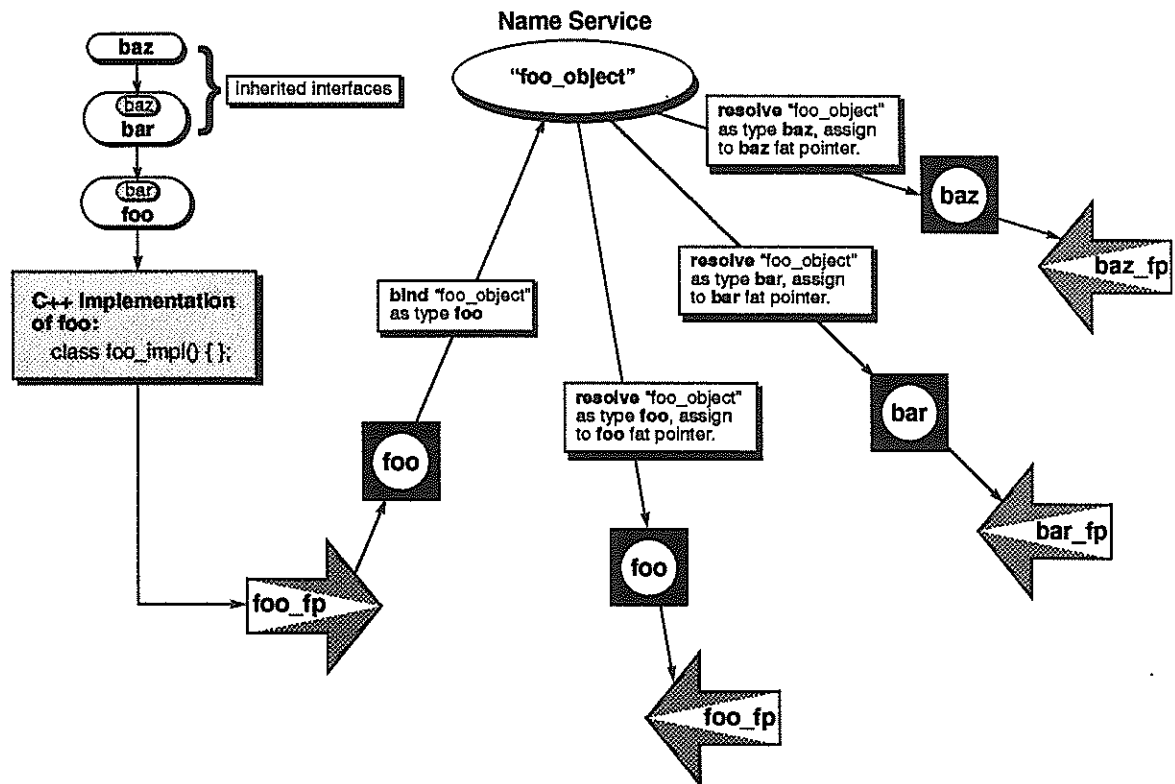 Name Service
"foo_object"
baz
baz
bar
bar
foo
inherited interfaces
C++ Implementation
of foo:
class foo_impl() { };
foo_fp
foo
bind "foo_object"
as type foo
resolve "foo_object"
as type foo, assign
to foo fat pointer.
foo
foo_fp
resolve "foo_object"
as type bar, assign
to bar fat pointer.
bar
bar_fp
resolve "foo_object"
as type baz, assign
to baz fat pointer.
baz
baz_fp